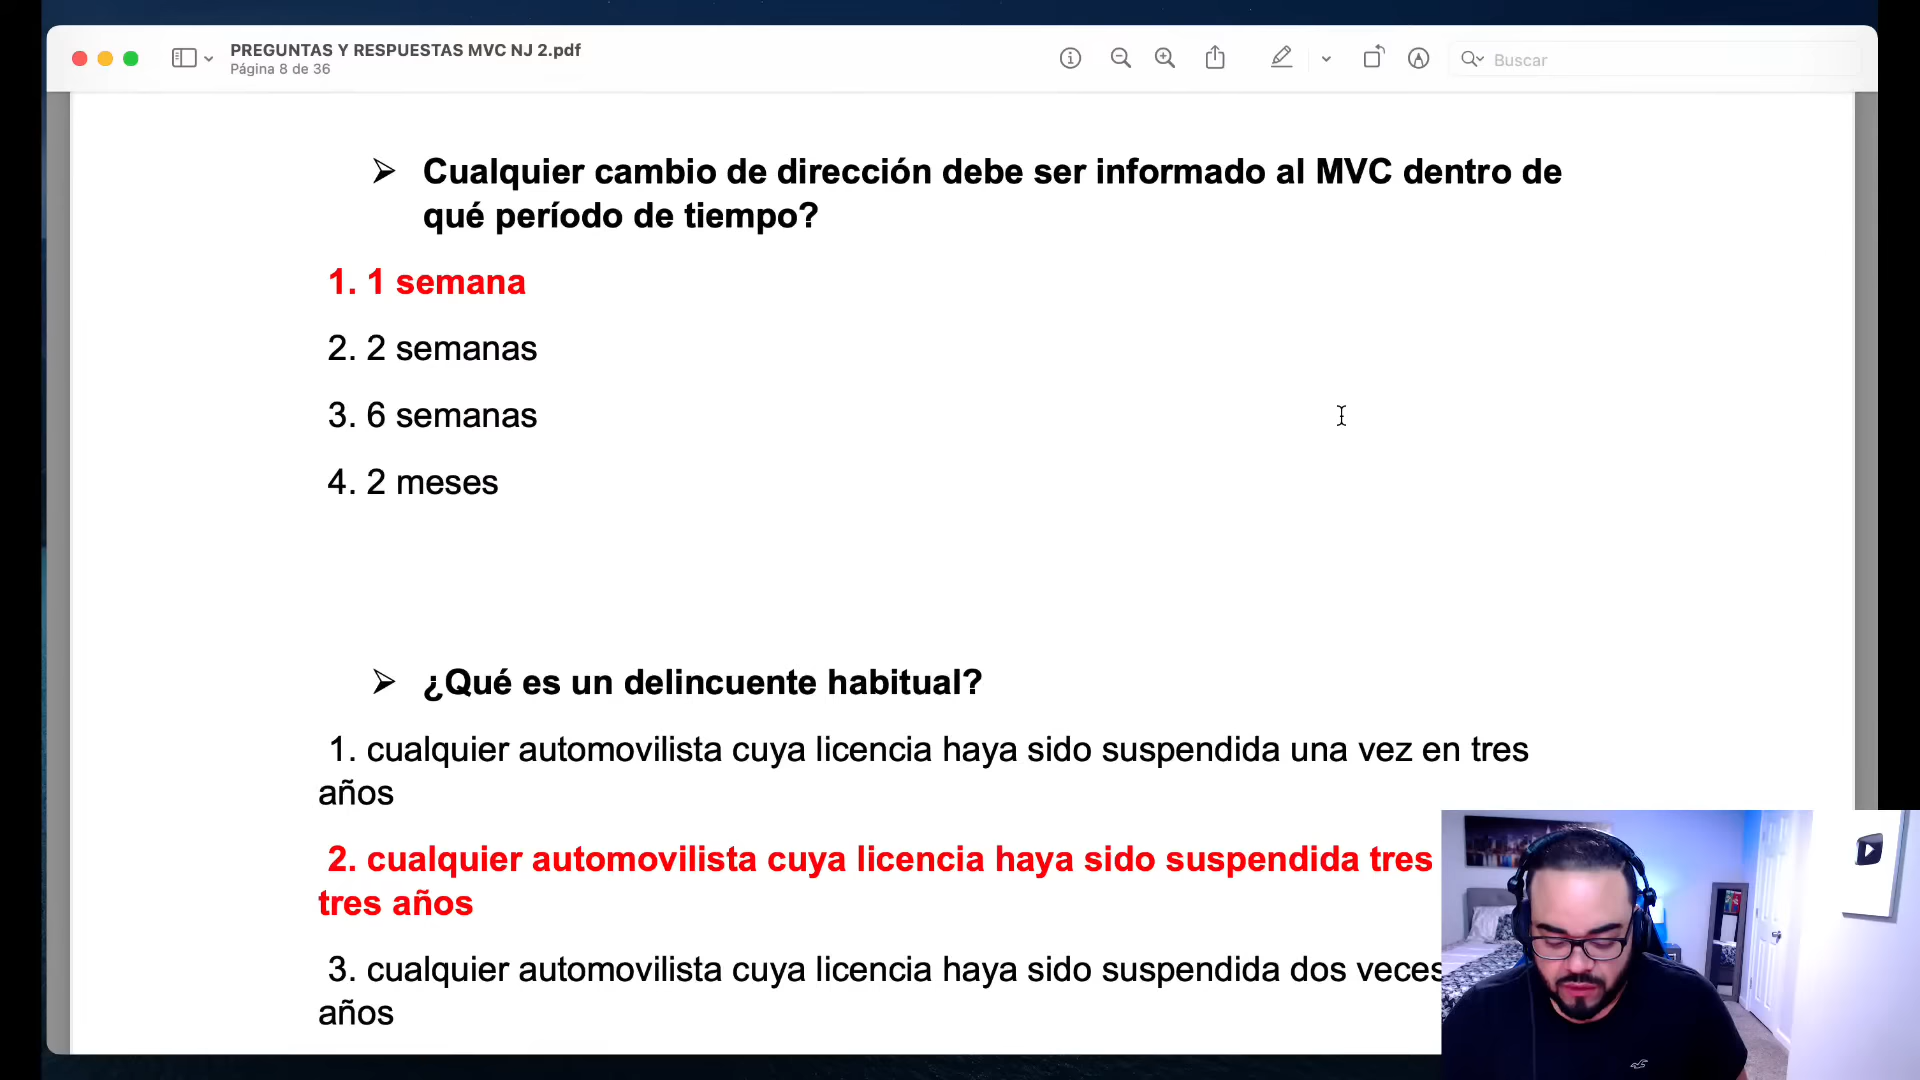 PREGUNTAS Y RESPUESTAS MVC NJ 2.pdf
Página 8 de 36
Buscar
➢ Cualquier cambio de dirección debe ser informado al MVC dentro de
qué período de tiempo?
1. 1 semana
2. 2 semanas
3. 6 semanas
4. 2 meses
➢ ¿Qué es un delincuente habitual?
1. cualquier automovilista cuya licencia haya sido suspendida una vez en tres
años
2. cualquier automovilista cuya licencia haya sido suspendida tres
tres años
3. cualquier automovilista cuya licencia haya sido suspendida dos veces
años